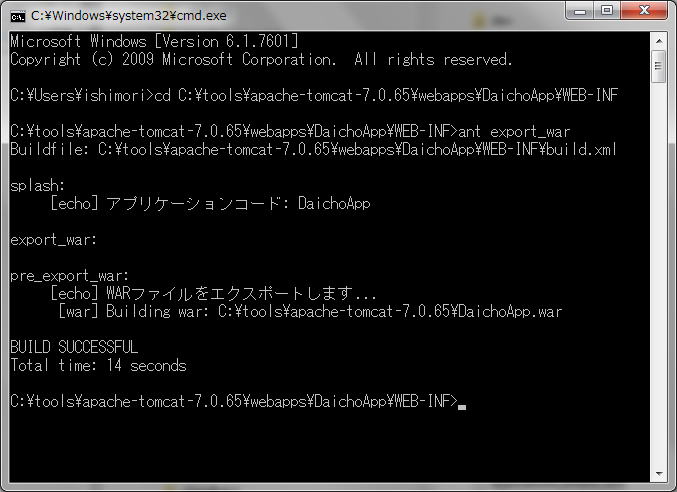 C:¥Windows¥system32¥cmd.exe
Microsoft Windows [Version 6.1.7601]
Copyright (c) 2009 Microsoft Corporation.  All rights reserved.
C:¥Users¥ishimori>cd C:¥tools¥apache-tomcat-7.0.65¥webapps¥DaichoApp¥WEB-INF
C:¥tools¥apache-tomcat-7.0.65¥webapps¥DaichoApp¥WEB-INF>ant export_war
Buildfile: C:¥tools¥apache-tomcat-7.0.65¥webapps¥DaichoApp¥WEB-INF¥build.xml
splash:
[echo] アプリケーションコード: DaichoApp
export_war:
pre_export_war:
[echo] WARファイルをエクスポートします...
[war] Building war: C:¥tools¥apache-tomcat-7.0.65¥DaichoApp.war
BUILD SUCCESSFUL
Total time: 14 seconds
C:¥tools¥apache-tomcat-7.0.65¥webapps¥DaichoApp¥WEB-INF>